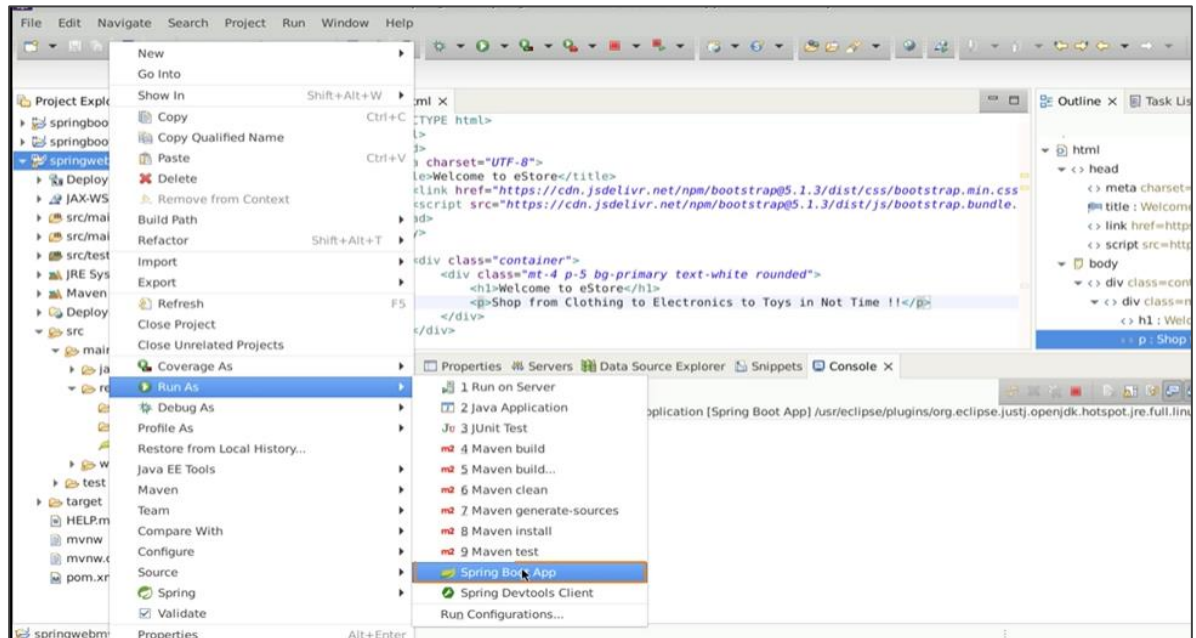 File Edit Navigate Search Project Run Window Help
Project Explo
springboo
springboo
springwebm
Deploy
JAX-WS
src/mai
src/mai
src/test
JRE Sys
Maven
Deploy
src
main
ja
re
w
test
target
HELP.m
mvnw
mvnw.c
pom.xr
springwebm
New
Go Into
Show In Shift+Alt+W
Copy Ctrl+C
Copy Qualified Name
Paste Ctrl+V
Delete
Remove from Context
Build Path
Refactor Shift+Alt+T
Import
Export
Refresh F5
Close Project
Close Unrelated Projects
Coverage As
Run As
Debug As
Profile As
Restore from Local History...
Java EE Tools
Maven
Team
Compare With
Configure
Source
Spring
Validate
Properties Alt+Enter
1 Run on Server
2 Java Application
3 JUnit Test
4 Maven build
5 Maven build...
6 Maven clean
7 Maven generate-sources
8 Maven install
9 Maven test
Spring Boot App
Spring Devtools Client
Run Configurations...
ml
CTYPE html>
l>
d>
a charset="UTF-8">
le>Welcome to eStore</title>
<link href="https://cdn.jsdelivr.net/npm/bootstrap@5.1.3/dist/css/bootstrap.min.css
<script src="https://cdn.jsdelivr.net/npm/bootstrap@5.1.3/dist/js/bootstrap.bundle.
ad>
y>
<div class="container">
<div class="mt-4 p-5 bg-primary text-white rounded">
<h1>Welcome to eStore</h1>
<p>Shop from Clothing to Electronics to Toys in Not Time !!</p>
</div>
</div>
Properties Servers Data Source Explorer Snippets Console
pplication [Spring Boot App] /usr/eclipse/plugins/org.eclipse.justj.openjdk.hotspot.jre.full.linu
Outline Task Lis
html
head
meta charset=
title : Welcome
link href=http
script src=http
body
div class=cont
div class=m
h1 : Welc
p : Shop